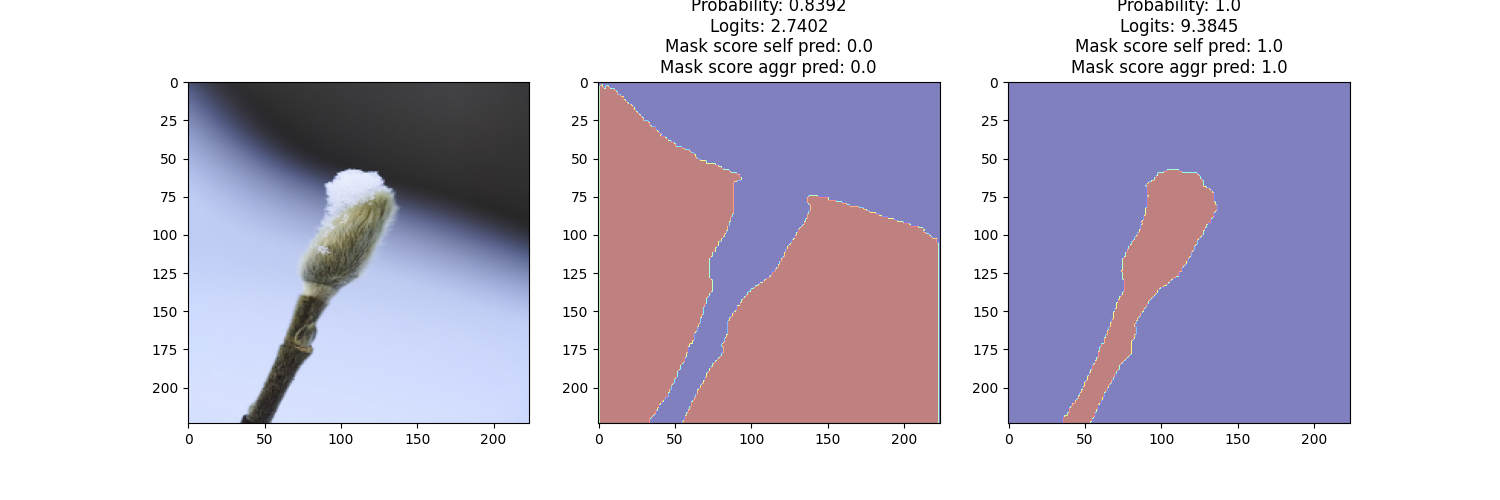 Probability: 0.8392
Logits: 2.7402
Mask score self pred: 0.0
Mask score aggr pred: 0.0
Probability: 1.0
Logits: 9.3845
Mask score self pred: 1.0
Mask score aggr pred: 1.0
0
25
50
75
100
125
150
175
200
0 50 100 150 200
0
25
50
75
100
125
150
175
200
0 50 100 150 200
0
25
50
75
100
125
150
175
200
0 50 100 150 200